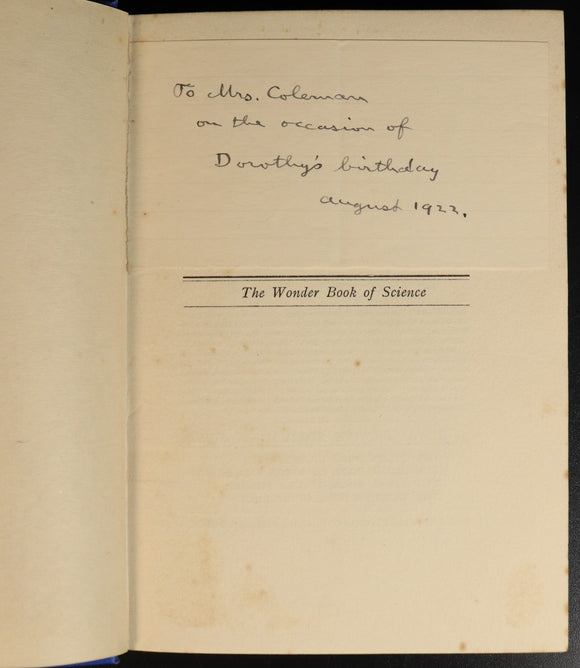 To Mrs. Coleman
on the occasion of
Dorothy's birthday
August 1922.
The Wonder Book of Science